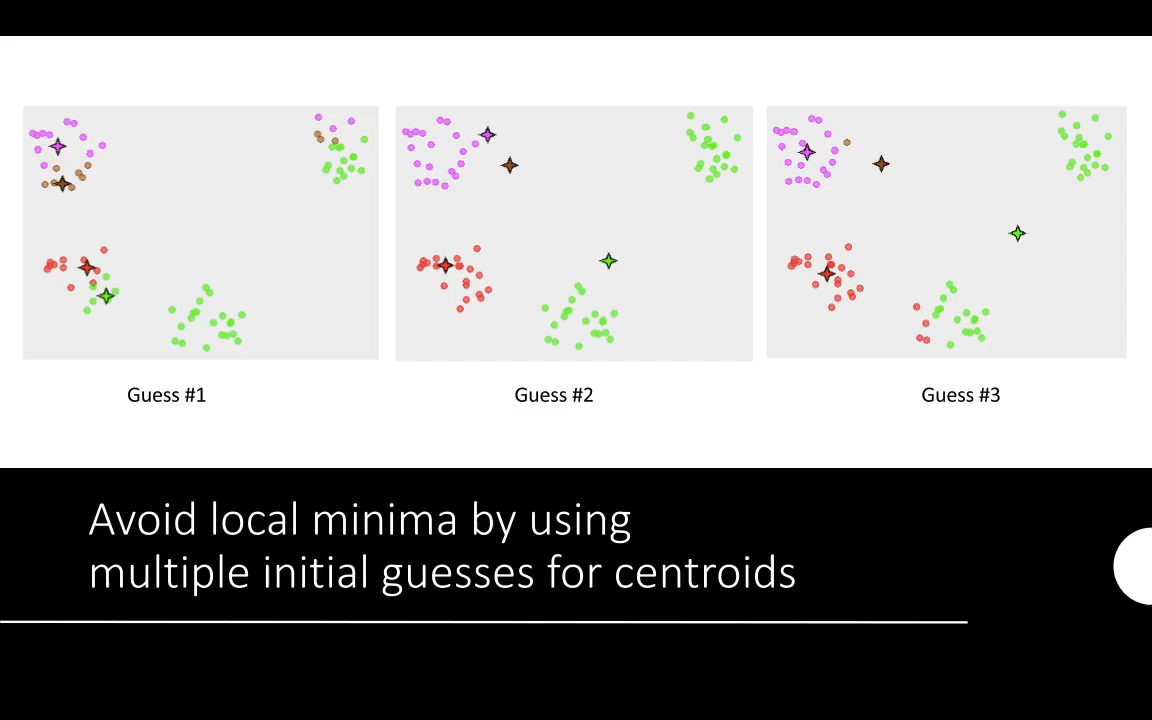 Guess #1
Guess #2
Guess #3
Avoid local minima by using
multiple initial guesses for centroids